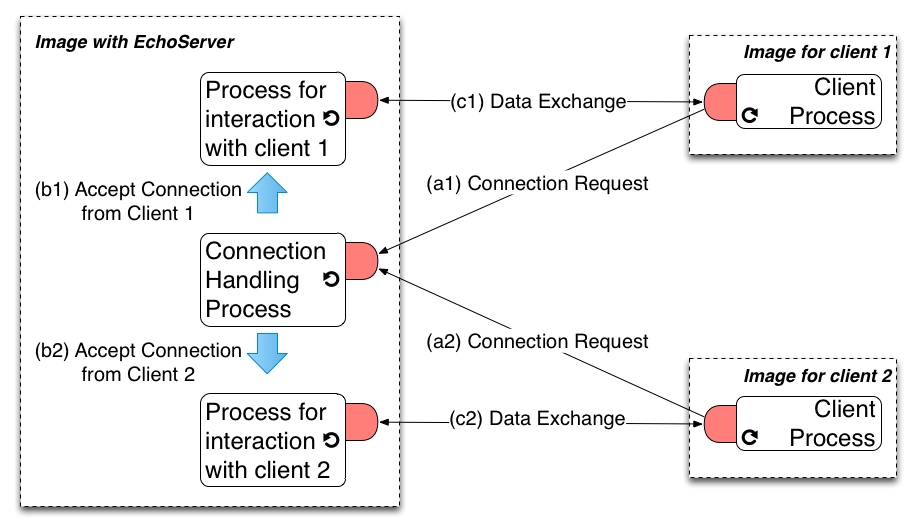 Image with EchoServer
Process for
interaction
with client 1
(b1) Accept Connection
from Client 1
Connection
Handling
Process
(b2) Accept Connection
from Client 2
Process for
interaction
with client 2
(c1) Data Exchange
(a1) Connection Request
(a2) Connection Request
(c2) Data Exchange
Image for client 1
Client
Process
Image for client 2
Client
Process